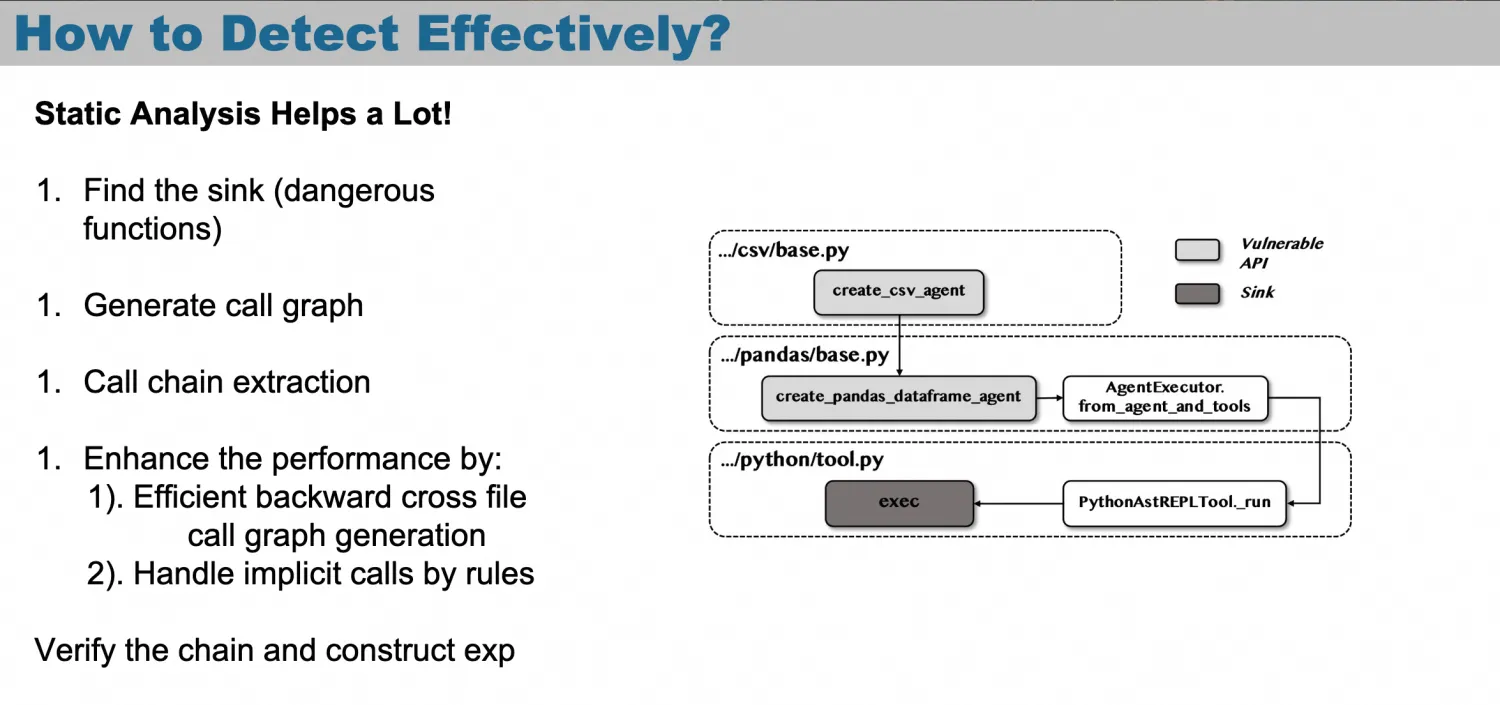 How to Detect Effectively?
Static Analysis Helps a Lot!
1. Find the sink (dangerous
functions)
1. Generate call graph
1. Call chain extraction
1. Enhance the performance by:
1). Efficient backward cross file
call graph generation
2). Handle implicit calls by rules
Verify the chain and construct exp
.../csv/base.py
create_csv_agent
.../pandas/base.py
create_pandas_dataframe_agent
AgentExecutor.
from_agent_and_tools
.../python/tool.py
exec
PythonAstREPLTool._run
Vulnerable
API
Sink